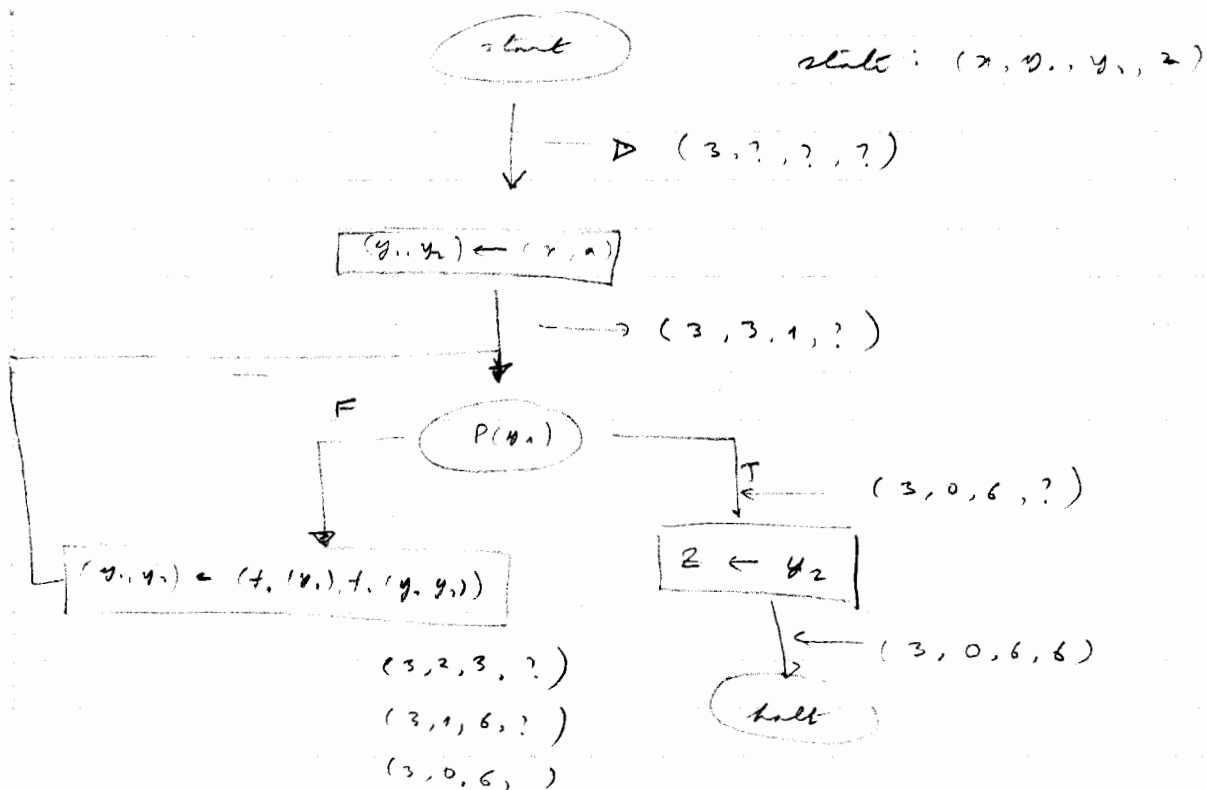 start
state : (x, y₁, y₂, z)
(3, ?, ?, ?)
(y₁, y₂) ← (x, a)
(3, 3, 1, ?)
F
P(y₁)
T
(3, 0, 6, ?)
z ← y₂
(y₁, y₂) ← (f₁(y₁), f₂(y₁ y₂))
(3, 0, 6, 6)
(3, 2, 3, ?)
halt
(3, 1, 6, ?)
(3, 0, 6, )